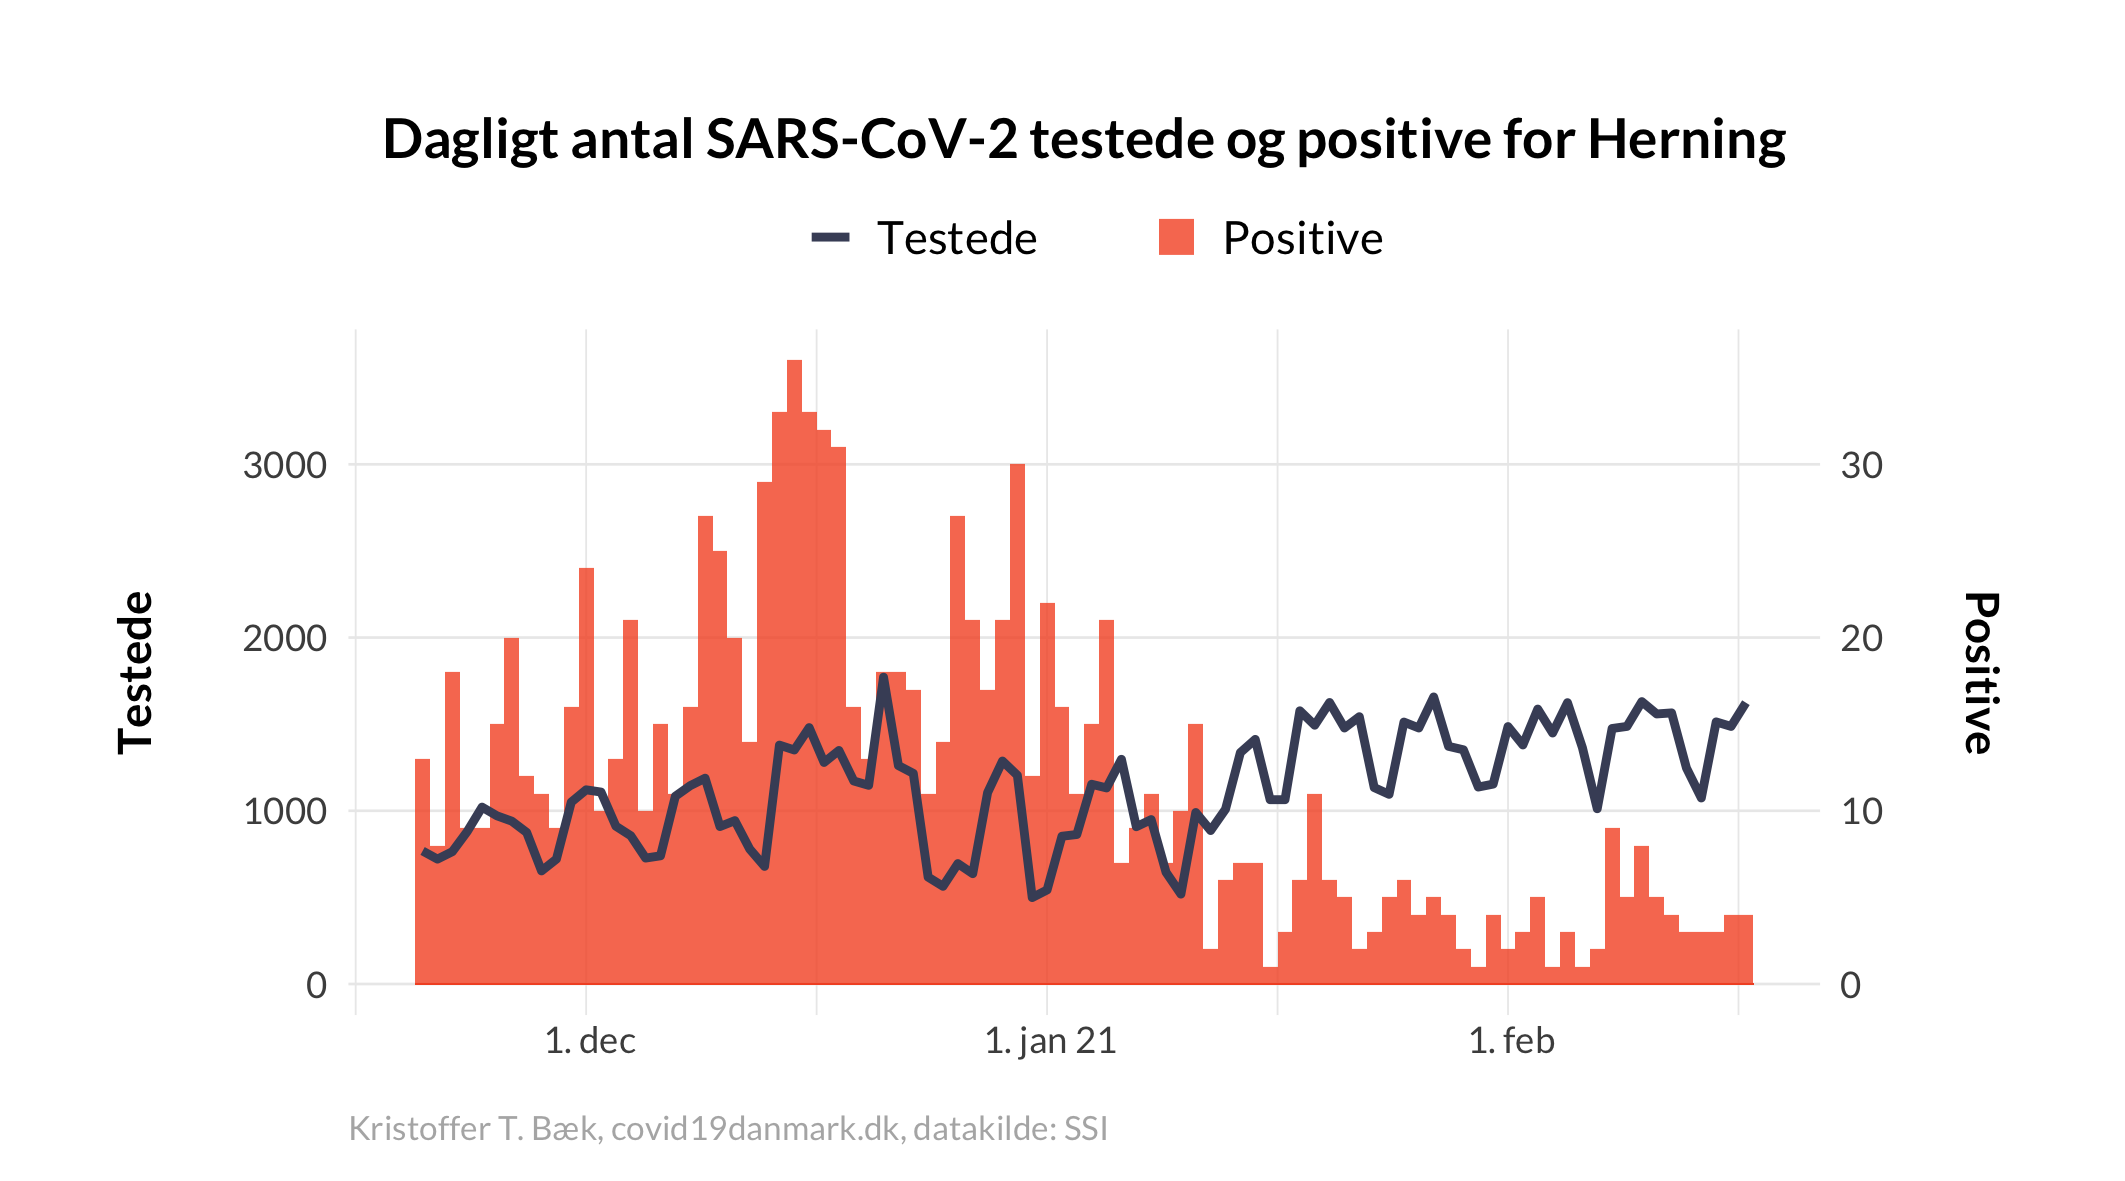 Dagligt antal SARS-CoV-2 testede og positive for Herning
Testede
Positive
3000
2000
1000
0
30
20
10
0
Testede
Positive
1. dec
1. jan 21
1. feb
Kristoffer T. Bæk, covid19danmark.dk, datakilde: SSI